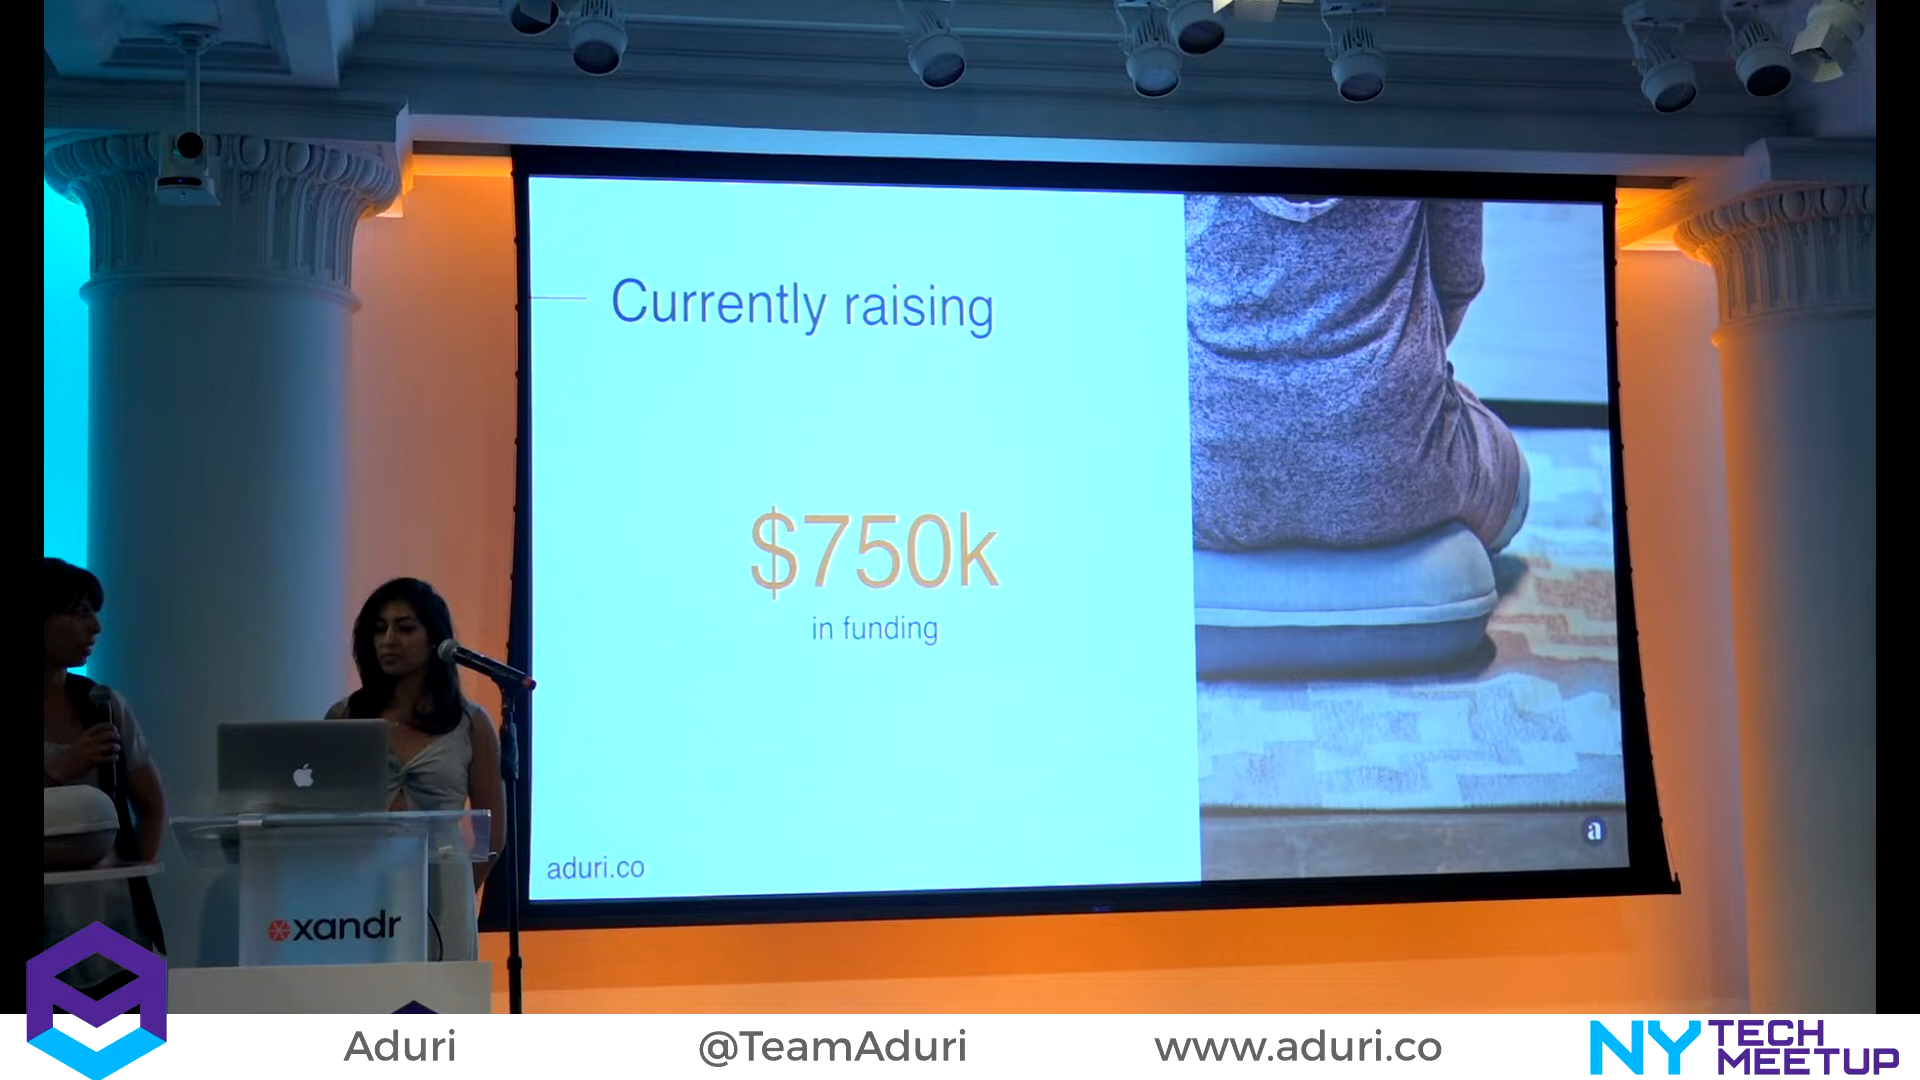 Currently raising
$750k
in funding
aduri.co
a
xandr
Aduri
@TeamAduri
www.aduri.co
NY TECH
MEETUP